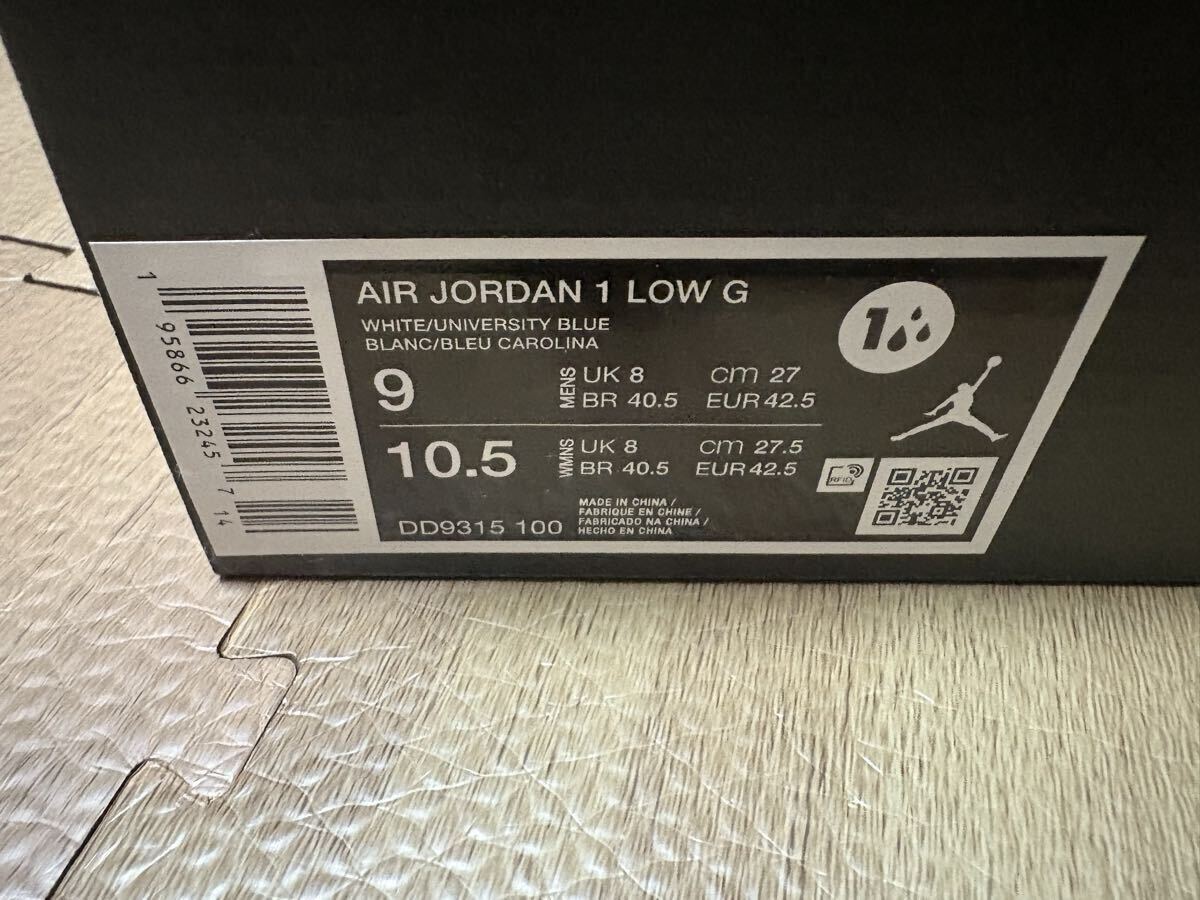 1 95866 23245 7 14
AIR JORDAN 1 LOW G
WHITE/UNIVERSITY BLUE
BLANC/BLEU CAROLINA
9 MENS UK 8 cm 27
BR 40.5 EUR 42.5
10.5 WMNS UK 8 cm 27.5
BR 40.5 EUR 42.5
DD9315 100
MADE IN CHINA /
FABRIQUE EN CHINE /
FABRICADO NA CHINA /
HECHO EN CHINA
1
RFID